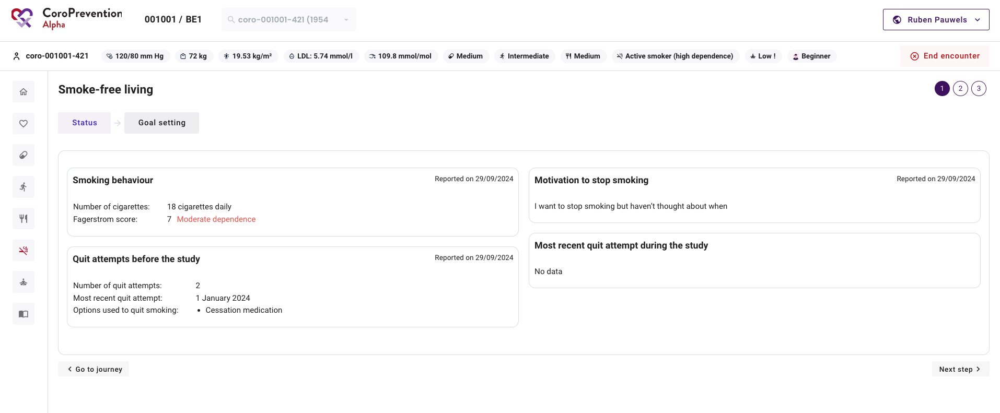 CoroPrevention
Alpha
001001 / BE1
coro-001001-421 (1954
Ruben Pauwels
coro-001001-421
120/80 mm Hg
72 kg
19.53 kg/m²
LDL: 5.74 mmol/l
109.8 mmol/mol
Medium
Intermediate
Medium
Active smoker (high dependence)
Low !
Beginner
End encounter
Smoke-free living
1
2
3
Status
Goal setting
Smoking behaviour
Reported on 29/09/2024
Number of cigarettes: 18 cigarettes daily
Fagerstrom score: 7 Moderate dependence
Quit attempts before the study
Reported on 29/09/2024
Number of quit attempts: 2
Most recent quit attempt: 1 January 2024
Options used to quit smoking: • Cessation medication
Motivation to stop smoking
Reported on 29/09/2024
I want to stop smoking but haven’t thought about when
Most recent quit attempt during the study
No data
Go to journey
Next step